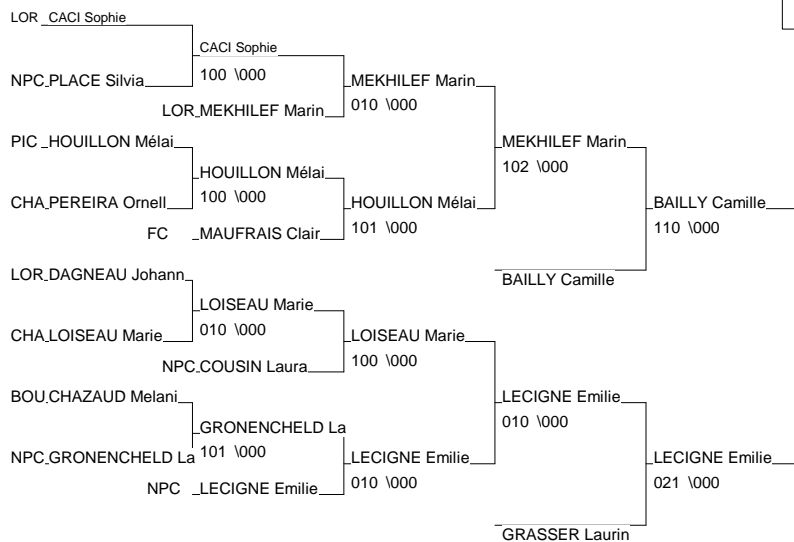 LOR CACI Sophie
CACI Sophie
100 \000
NPC PLACE Silvia
MEKHILEF Marin
010 \000
LOR MEKHILEF Marin
PIC HOUILLON Mélai
MEKHILEF Marin
102 \000
HOUILLON Mélai
100 \000
CHA PEREIRA Ornell
HOUILLON Mélai
101 \000
BAILLY Camille
110 \000
FC MAUFRAIS Clair
LOR DAGNEAU Johann
BAILLY Camille
LOISEAU Marie
010 \000
CHA LOISEAU Marie
LOISEAU Marie
100 \000
NPC COUSIN Laura
BOU CHAZAUD Melani
LECIGNE Emilie
010 \000
GRONENCHELD La
101 \000
NPC GRONENCHELD La
LECIGNE Emilie
010 \000
LECIGNE Emilie
021 \000
NPC LECIGNE Emilie
GRASSER Laurin